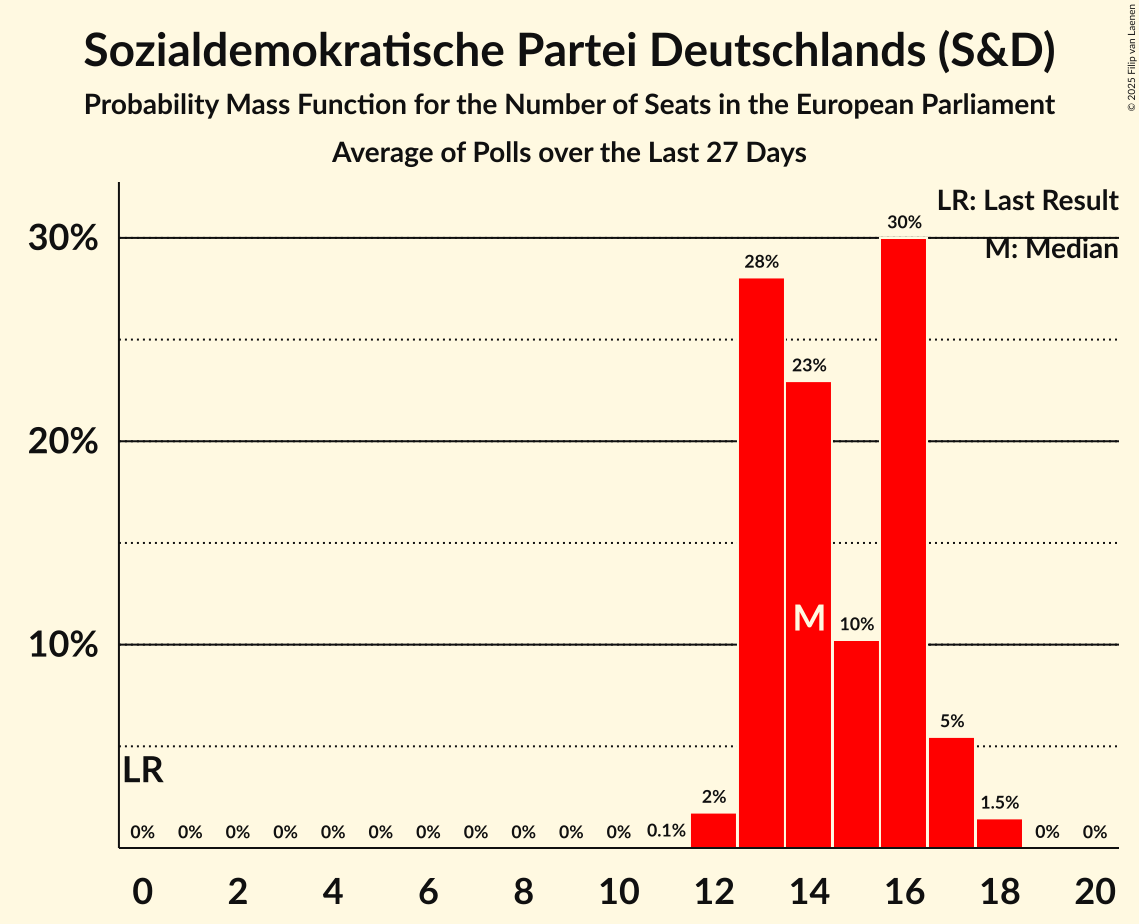 Sozialdemokratische Partei Deutschlands (S&D)
Probability Mass Function for the Number of Seats in the European Parliament
Average of Polls over the Last 27 Days
© 2025 Filip van Laenen
LR: Last Result
M: Median
30%
20%
10%
30%
28%
23%
M
10%
5%
LR
2%
1.5%
0% 0% 0% 0% 0% 0% 0% 0% 0% 0% 0% 0.1% 0% 0%
0 2 4 6 8 10 12 14 16 18 20